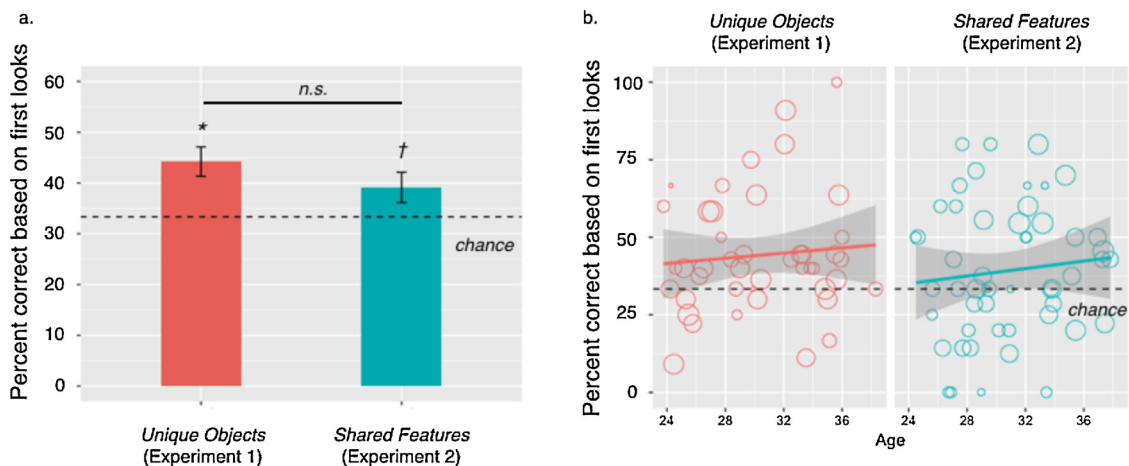 a.
Percent correct based on first looks
60
50
40
30
20
10
0
n.s.
*
†
chance
Unique Objects
(Experiment 1)
Shared Features
(Experiment 2)
b.
Unique Objects
(Experiment 1)
Shared Features
(Experiment 2)
Percent correct based on first looks
100
75
50
25
0
chance
24 28 32 36 24 28 32 36
Age